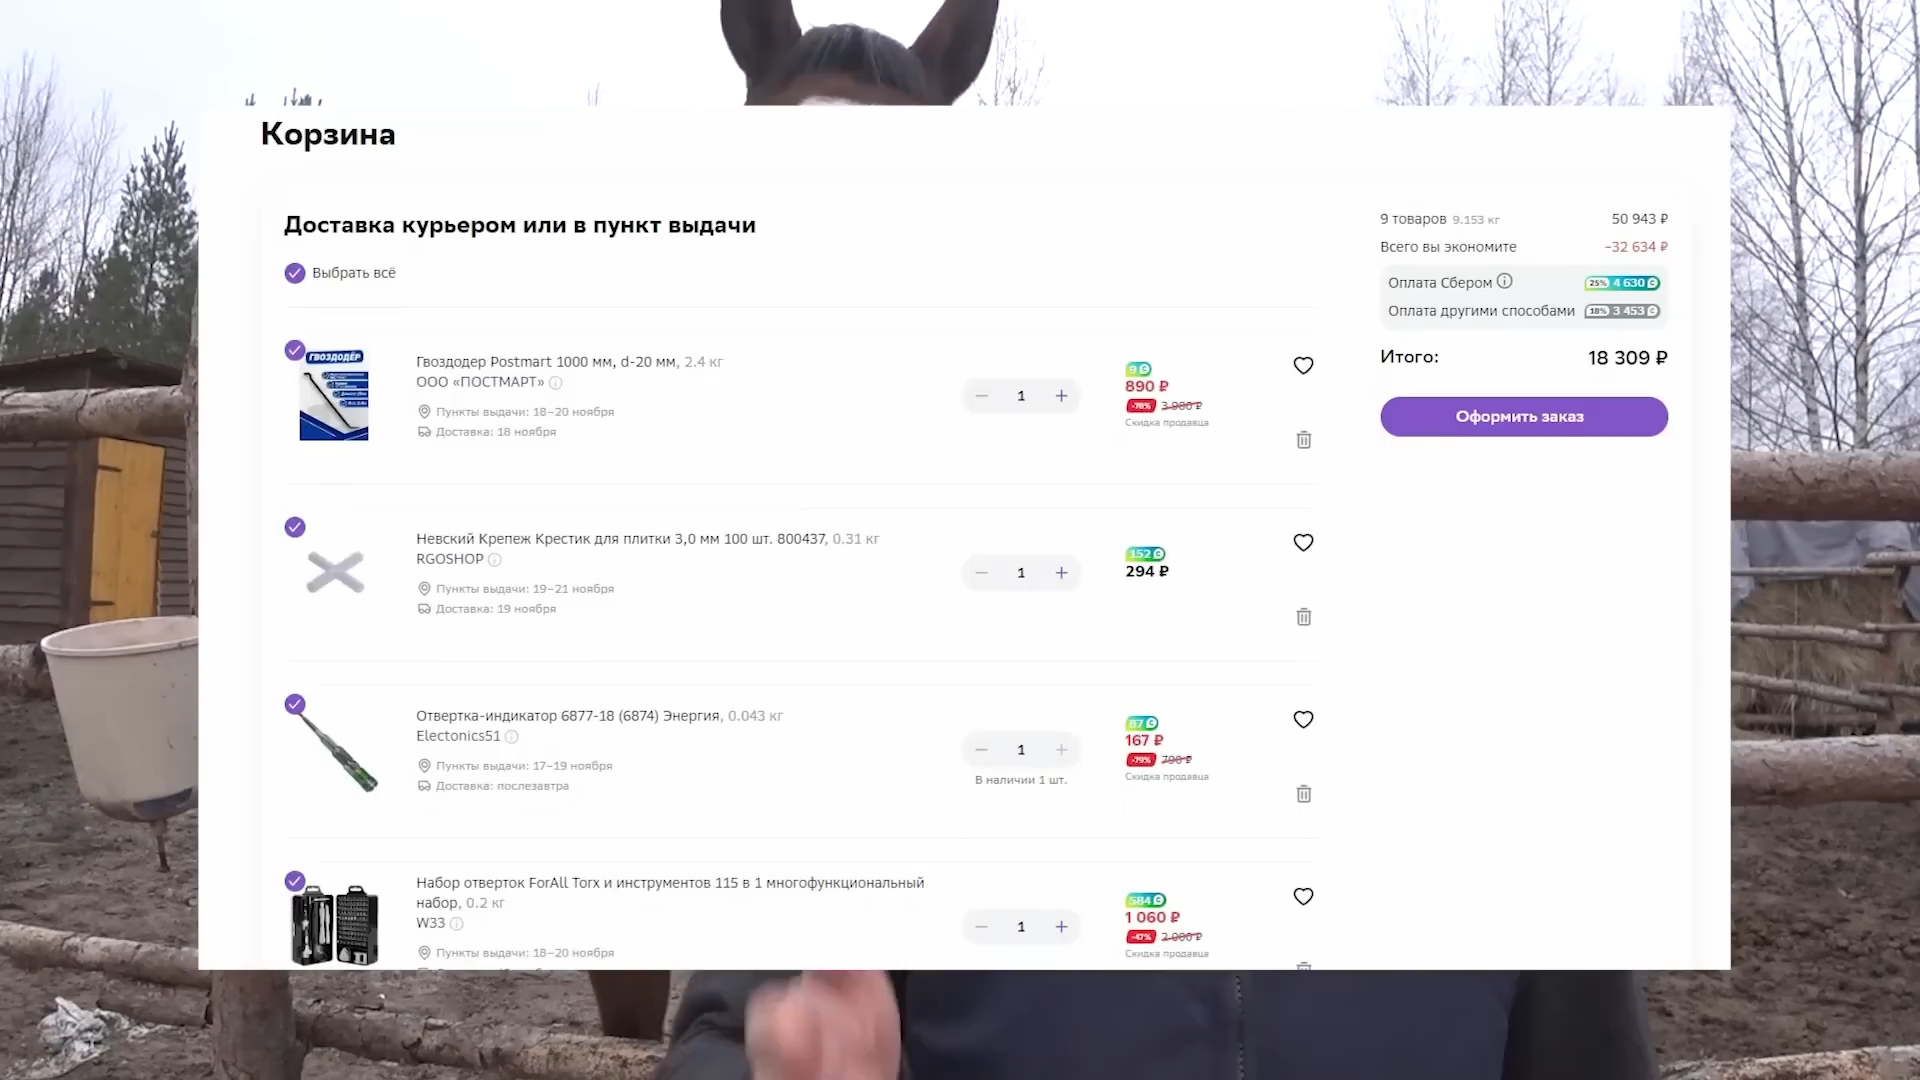 Корзина
Доставка курьером или в пункт выдачи
Выбрать всё
ГВОЗДОДЁР
Гвоздодер Postmart 1000 мм, d-20 мм, 2.4 кг
ООО «ПОСТМАРТ»
Пункты выдачи: 18–20 ноября
Доставка: 18 ноября
1
9
890 ₽
-78% 3 980 ₽
Скидка продавца
Невский Крепеж Крестик для плитки 3,0 мм 100 шт. 800437, 0.31 кг
RGOSHOP
Пункты выдачи: 19–21 ноября
Доставка: 19 ноября
1
152
294 ₽
Отвертка-индикатор 6877-18 (6874) Энергия, 0.043 кг
Electonics51
Пункты выдачи: 17–19 ноября
Доставка: послезавтра
1
В наличии 1 шт.
87
167 ₽
-79% 790 ₽
Скидка продавца
Набор отверток ForAll Torx и инструментов 115 в 1 многофункциональный
набор, 0.2 кг
W33
Пункты выдачи: 18–20 ноября
1
584
1 060 ₽
-47% 2 000 ₽
Скидка продавца
9 товаров 9.153 кг 50 943 ₽
Всего вы экономите –32 634 ₽
Оплата Сбером 25% 4 630
Оплата другими способами 18% 3 453
Итого: 18 309 ₽
Оформить заказ